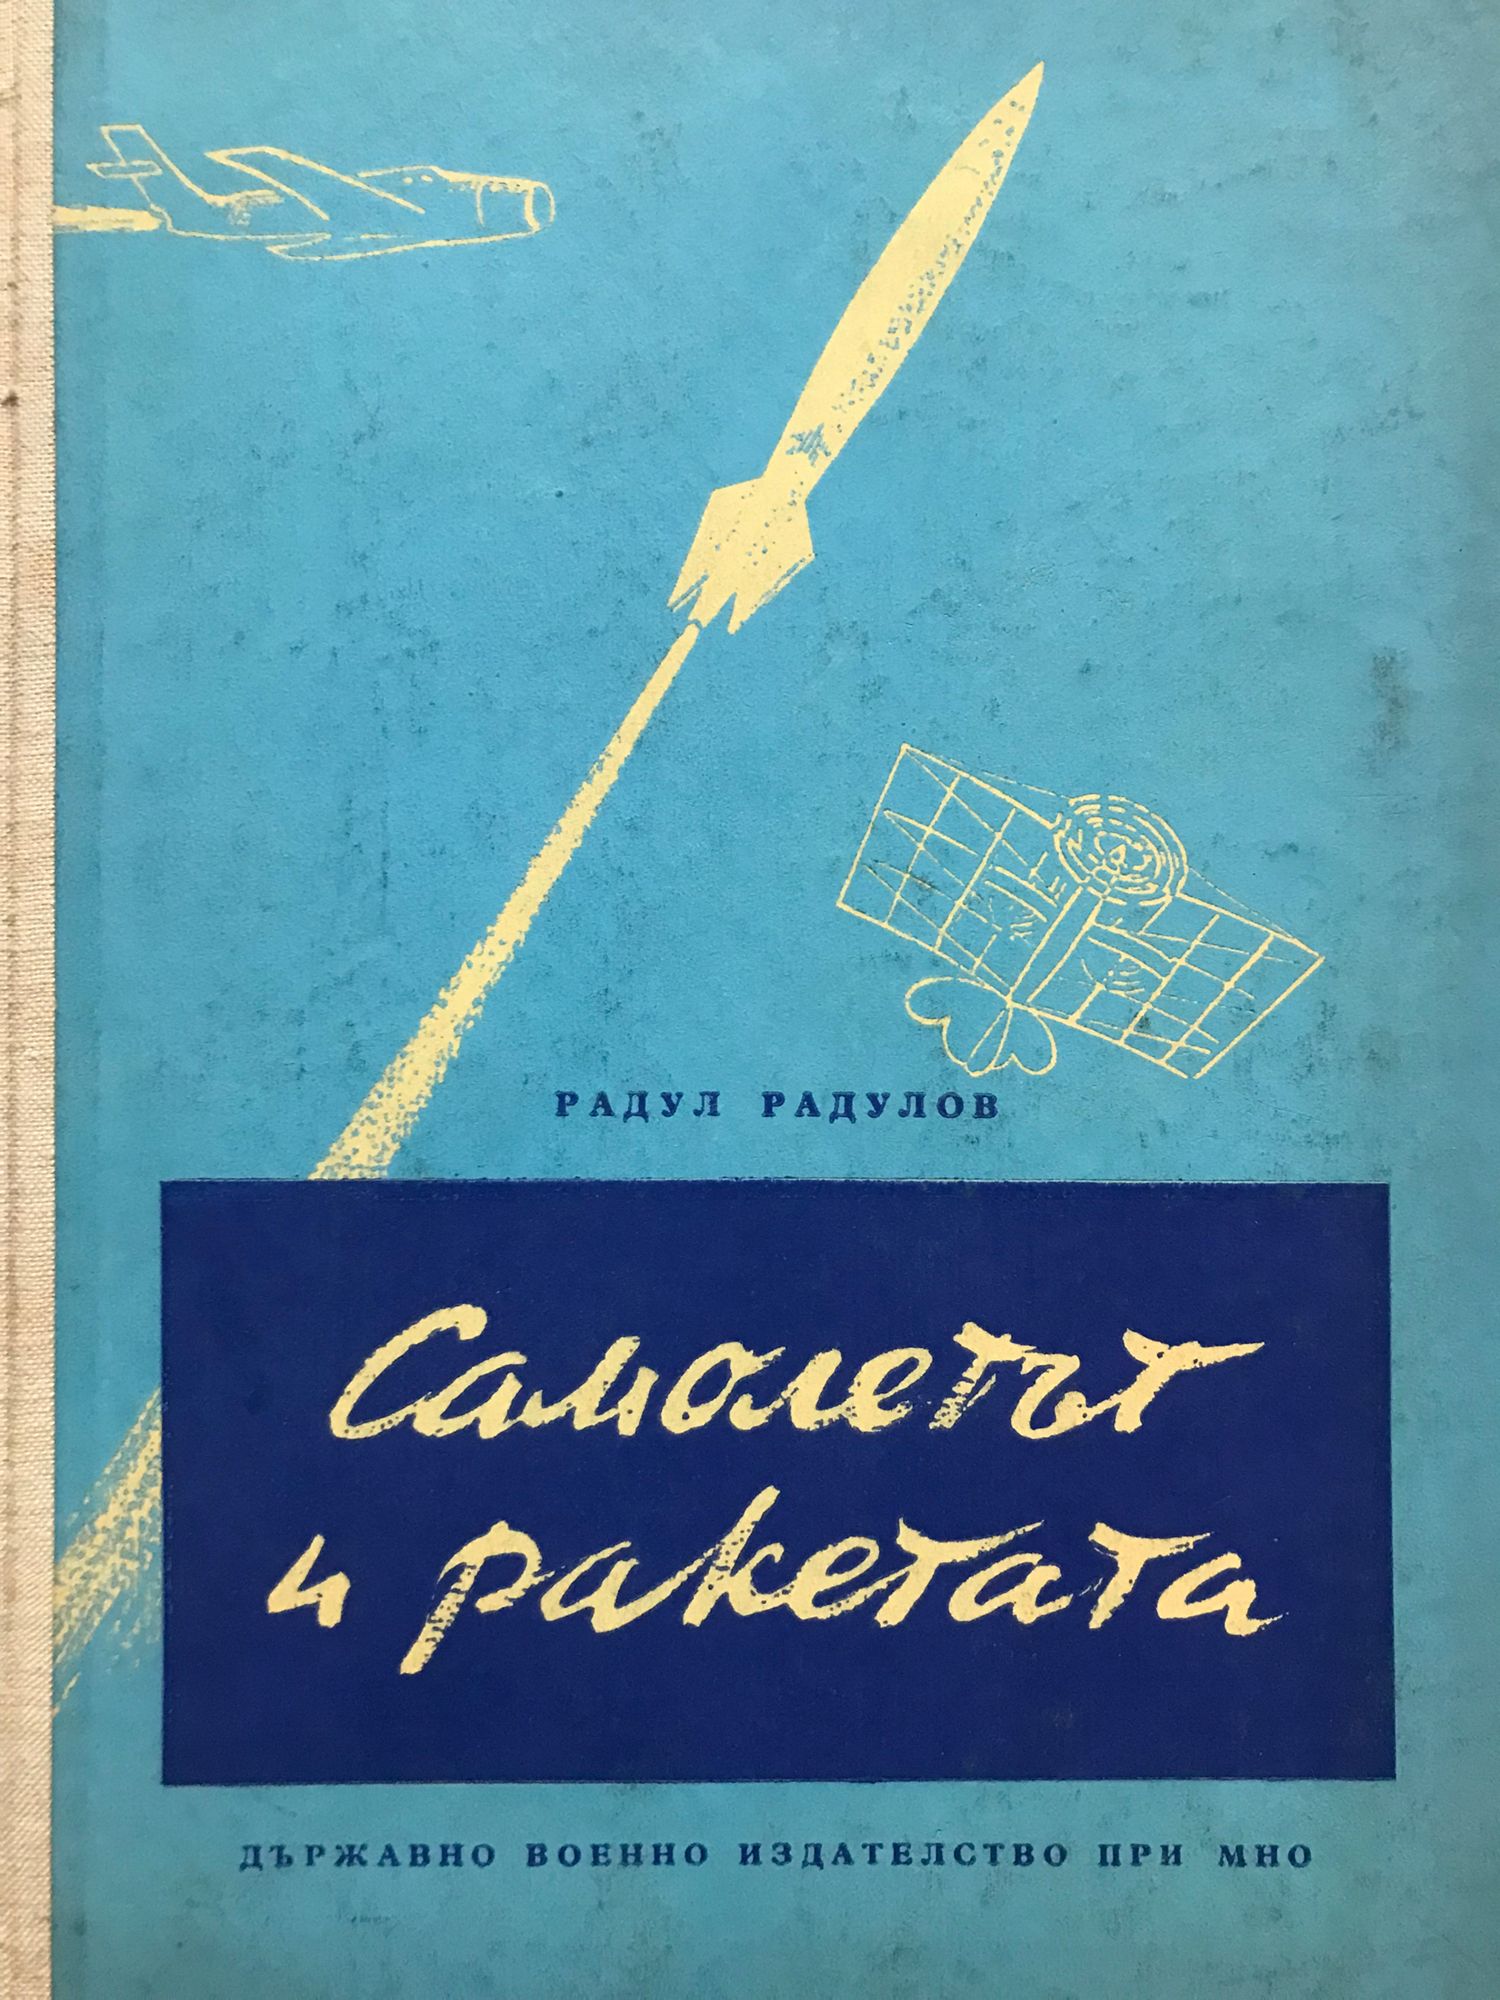 РАДУЛ РАДУЛОВ
Самолетът
и ракетата
ДЪРЖАВНО ВОЕННО ИЗДАТЕЛСТВО ПРИ МНО